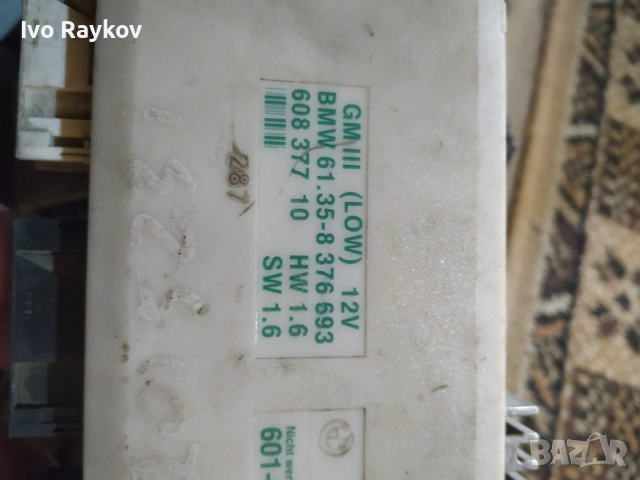 Ivo Raykov
GM III (LOW) 12V
BMW 61.35-8 376 693
608 377 10 HW 1.6
SW 1.6
287
Nicht
601-
BAZAR